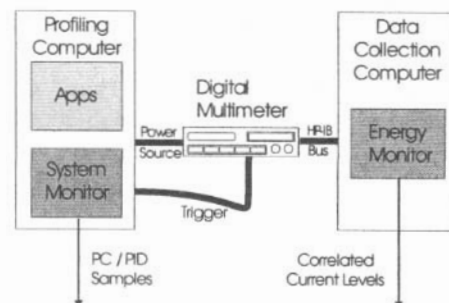 Profiling
Computer
Apps
System
Monitor
Digital
Multimeter
Power
Source
HP-IB
Bus
Trigger
Data
Collection
Computer
Energy
Monitor
PC / PID
Samples
Correlated
Current Levels